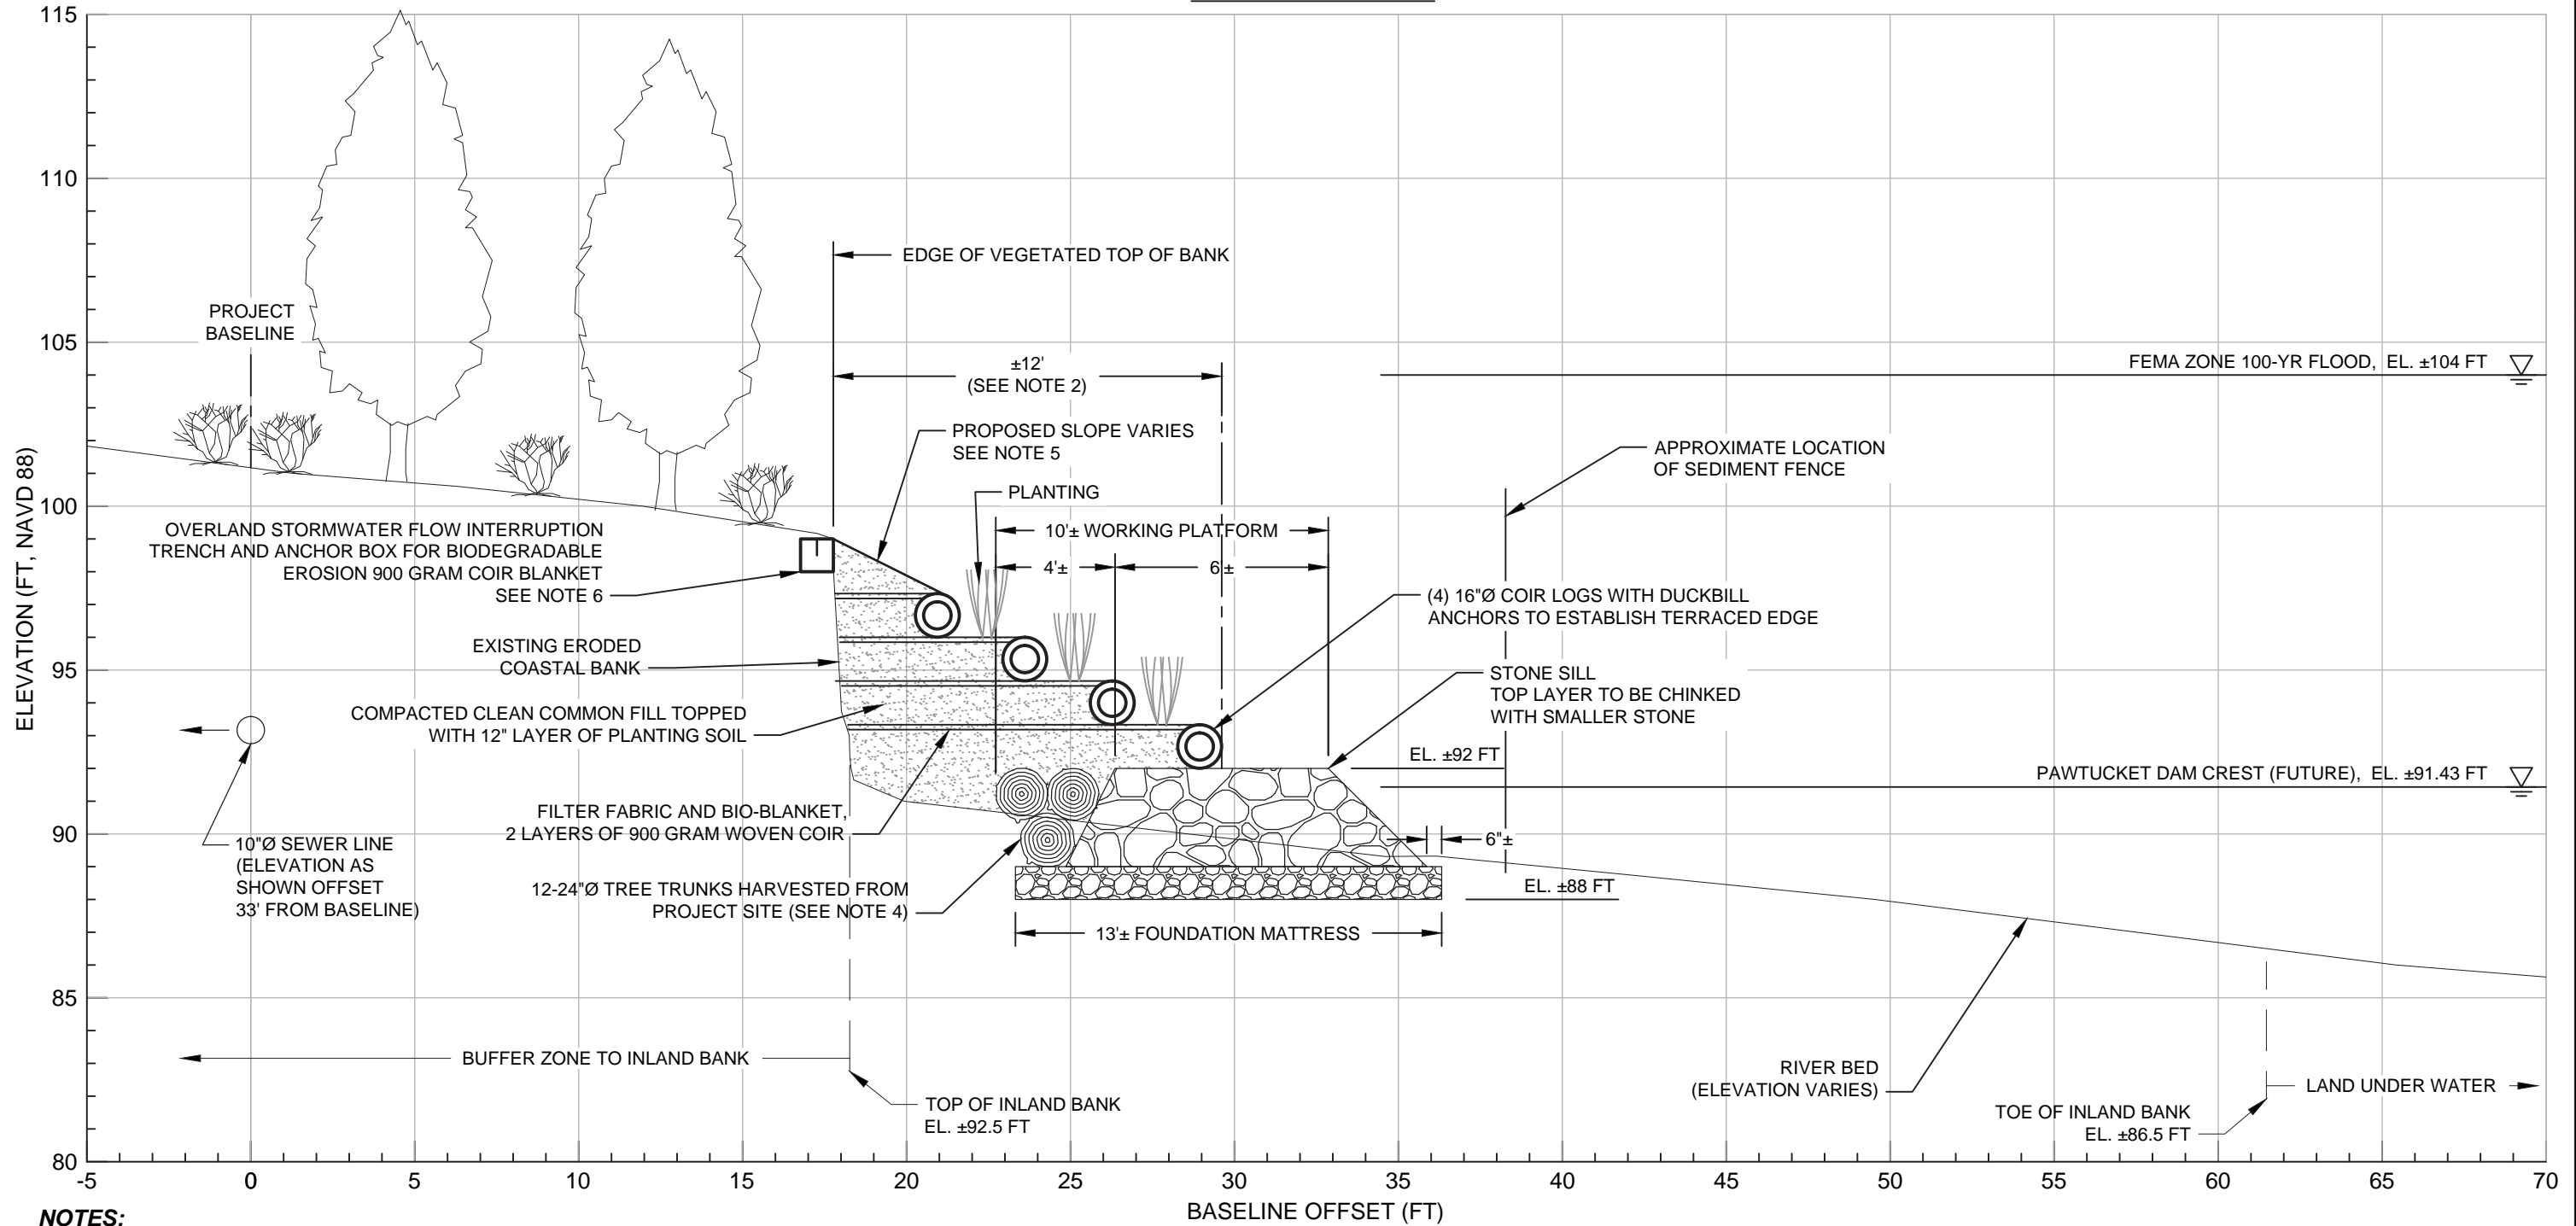 115
110
105
100
95
90
85
80
ELEVATION (FT, NAVD 88)
PROJECT
BASELINE
EDGE OF VEGETATED TOP OF BANK
±12'
(SEE NOTE 2)
FEMA ZONE 100-YR FLOOD, EL. ±104 FT
PROPOSED SLOPE VARIES
SEE NOTE 5
APPROXIMATE LOCATION
OF SEDIMENT FENCE
PLANTING
10'± WORKING PLATFORM
4'±
6'±
OVERLAND STORMWATER FLOW INTERRUPTION
TRENCH AND ANCHOR BOX FOR BIODEGRADABLE
EROSION 900 GRAM COIR BLANKET
SEE NOTE 6
(4) 16"Ø COIR LOGS WITH DUCKBILL
ANCHORS TO ESTABLISH TERRACED EDGE
EXISTING ERODED
COASTAL BANK
STONE SILL
TOP LAYER TO BE CHINKED
WITH SMALLER STONE
COMPACTED CLEAN COMMON FILL TOPPED
WITH 12" LAYER OF PLANTING SOIL
EL. ±92 FT
PAWTUCKET DAM CREST (FUTURE), EL. ±91.43 FT
FILTER FABRIC AND BIO-BLANKET,
2 LAYERS OF 900 GRAM WOVEN COIR
6"±
10"Ø SEWER LINE
(ELEVATION AS
SHOWN OFFSET
33' FROM BASELINE)
12-24"Ø TREE TRUNKS HARVESTED FROM
PROJECT SITE (SEE NOTE 4)
EL. ±88 FT
13'± FOUNDATION MATTRESS
BUFFER ZONE TO INLAND BANK
TOP OF INLAND BANK
EL. ±92.5 FT
RIVER BED
(ELEVATION VARIES)
LAND UNDER WATER
TOE OF INLAND BANK
EL. ±86.5 FT
-5 0 5 10 15 20 25 30 35 40 45 50 55 60 65 70
BASELINE OFFSET (FT)
NOTES: